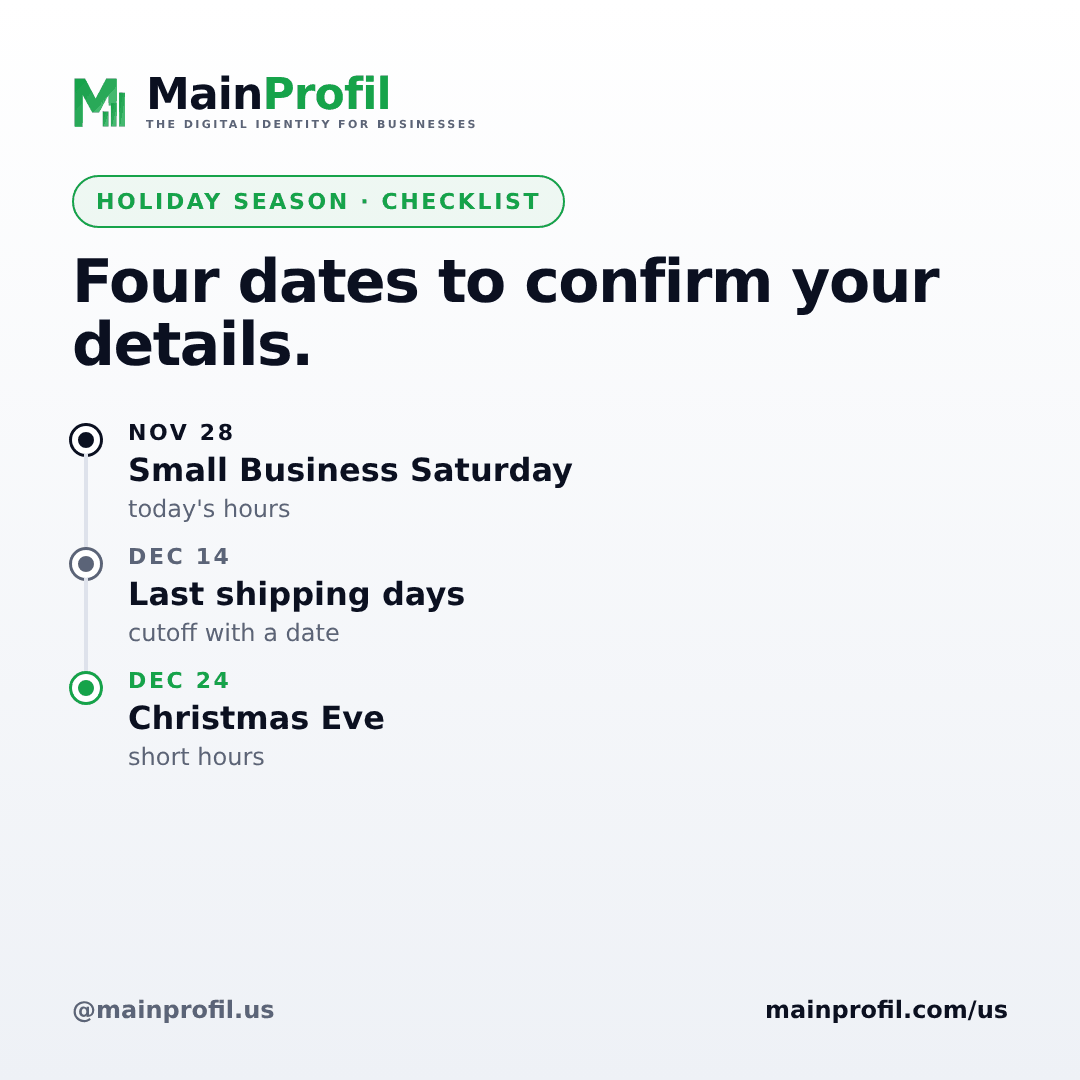 MainProfil
THE DIGITAL IDENTITY FOR BUSINESSES
HOLIDAY SEASON · CHECKLIST
Four dates to confirm your
details.
NOV 28
Small Business Saturday
today's hours
DEC 14
Last shipping days
cutoff with a date
DEC 24
Christmas Eve
short hours
@mainprofil.us
mainprofil.com/us